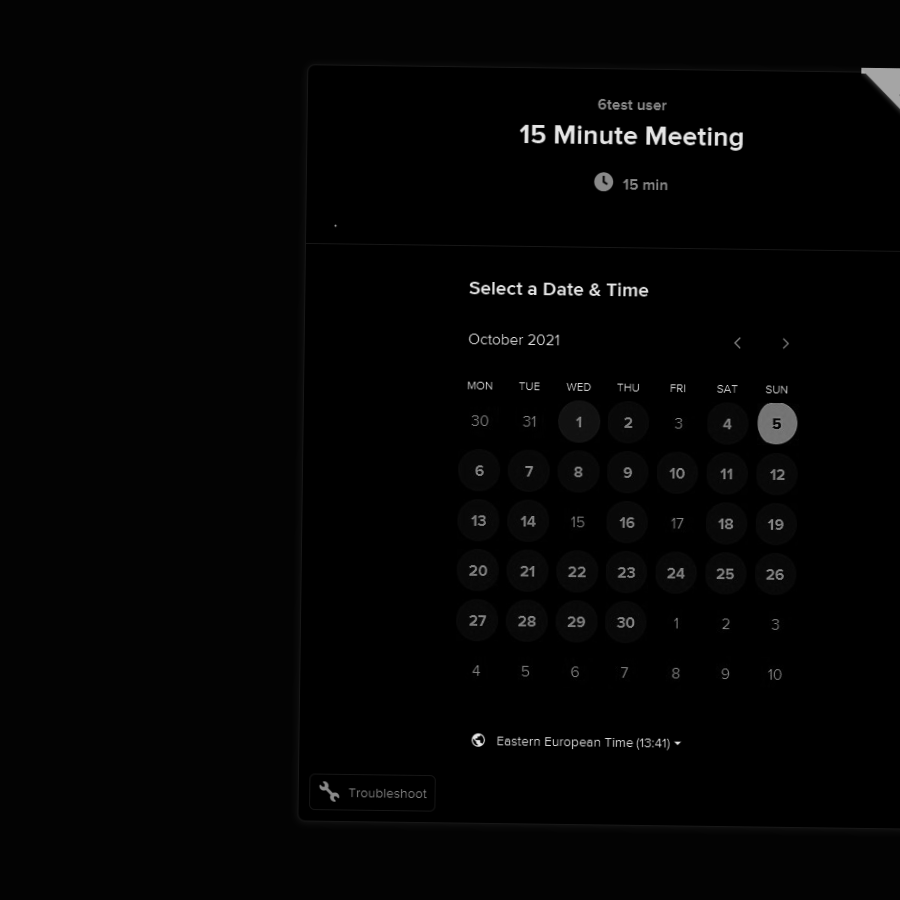 6test user
15 Minute Meeting
15 min
Select a Date & Time
October 2021
MON TUE WED THU FRI SAT SUN
30 31 1 2 3 4 5
6 7 8 9 10 11 12
13 14 15 16 17 18 19
20 21 22 23 24 25 26
27 28 29 30 1 2 3
4 5 6 7 8 9 10
Eastern European Time (13:41)
Troubleshoot